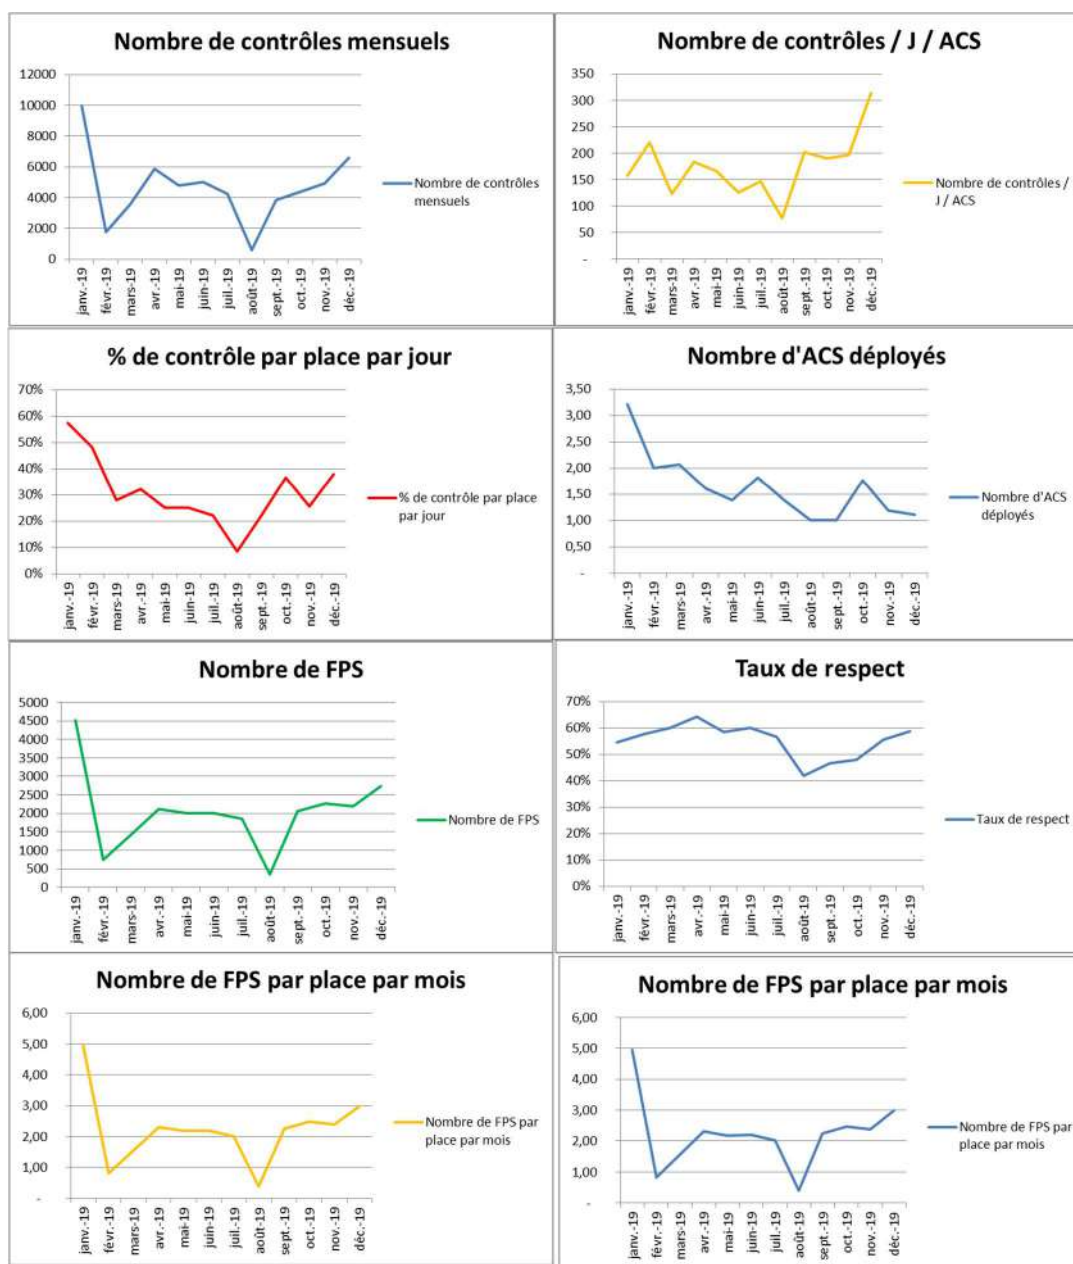 Nombre de contrôles mensuels
12000
10000
8000
6000
4000
2000
0
janv.-19
févr.-19
mars-19
avr.-19
mai-19
juin-19
juil.-19
août-19
sept.-19
oct.-19
nov.-19
déc.-19
Nombre de contrôles
mensuels
Nombre de contrôles / J / ACS
350
300
250
200
150
100
50
-
janv.-19
févr.-19
mars-19
avr.-19
mai-19
juin-19
juil.-19
août-19
sept.-19
oct.-19
nov.-19
déc.-19
Nombre de contrôles /
J / ACS
% de contrôle par place par jour
70%
60%
50%
40%
30%
20%
10%
0%
janv.-19
févr.-19
mars-19
avr.-19
mai-19
juin-19
juil.-19
août-19
sept.-19
oct.-19
nov.-19
déc.-19
% de contrôle par place
par jour
Nombre d'ACS déployés
3,50
3,00
2,50
2,00
1,50
1,00
0,50
-
janv.-19
févr.-19
mars-19
avr.-19
mai-19
juin-19
juil.-19
août-19
sept.-19
oct.-19
nov.-19
déc.-19
Nombre d'ACS
déployés
Nombre de FPS
5000
4500
4000
3500
3000
2500
2000
1500
1000
500
0
janv.-19
févr.-19
mars-19
avr.-19
mai-19
juin-19
juil.-19
août-19
sept.-19
oct.-19
nov.-19
déc.-19
Nombre de FPS
Taux de respect
70%
60%
50%
40%
30%
20%
10%
0%
janv.-19
févr.-19
mars-19
avr.-19
mai-19
juin-19
juil.-19
août-19
sept.-19
oct.-19
nov.-19
déc.-19
Taux de respect
Nombre de FPS par place par mois
6,00
5,00
4,00
3,00
2,00
1,00
-
janv.-19
févr.-19
mars-19
avr.-19
mai-19
juin-19
juil.-19
août-19
sept.-19
oct.-19
nov.-19
déc.-19
Nombre de FPS par
place par mois
Nombre de FPS par place par mois
6,00
5,00
4,00
3,00
2,00
1,00
-
janv.-19
févr.-19
mars-19
avr.-19
mai-19
juin-19
juil.-19
août-19
sept.-19
oct.-19
nov.-19
déc.-19
Nombre de FPS par
place par mois